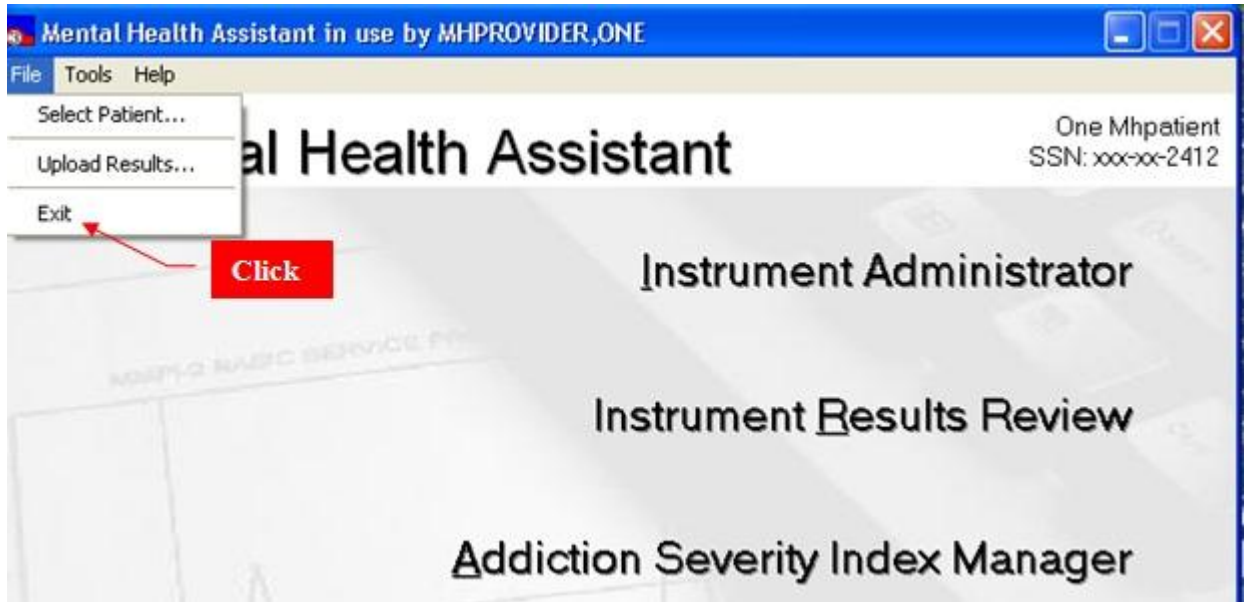 Mental Health Assistant in use by MHPROVIDER,ONE
File Tools Help
Select Patient...
Upload Results...
Exit
al Health Assistant
One Mhpatient
SSN: xxx-xx-2412
Click
Instrument Administrator
Instrument Results Review
Addiction Severity Index Manager